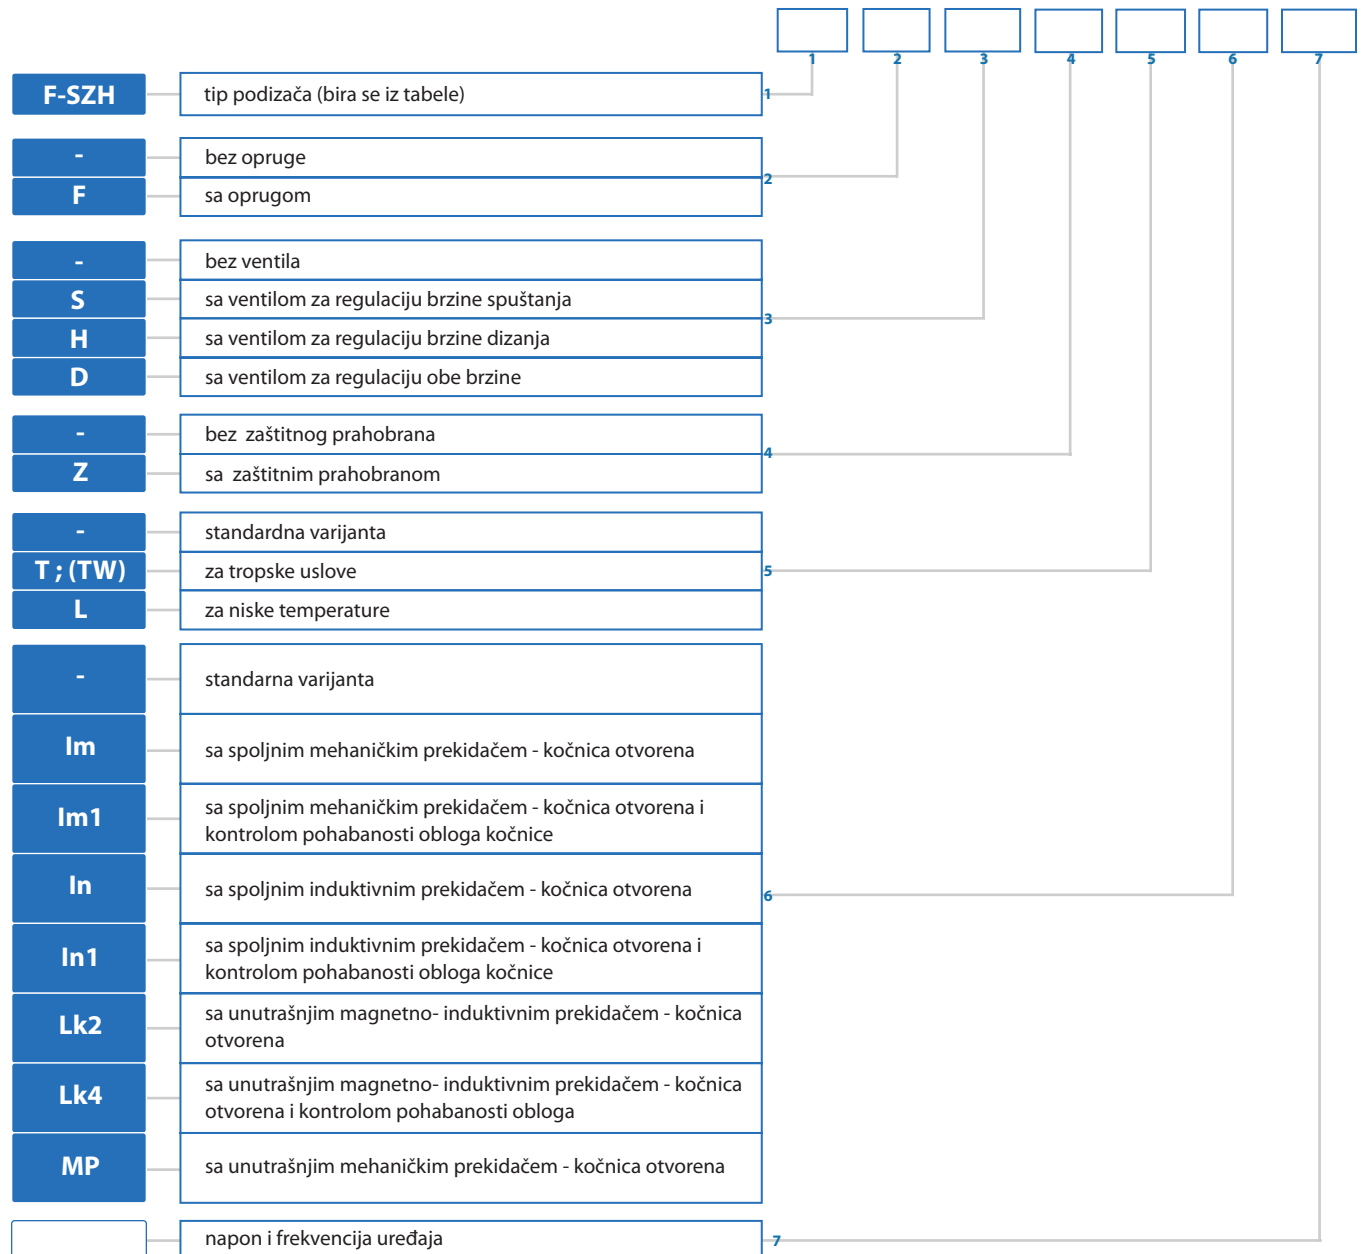 1 2 3 4 5 6 7
F-SZH tip podizača (bira se iz tabele) 1
- bez opruge
2
F sa oprugom
- bez ventila
S sa ventilom za regulaciju brzine spuštanja
3
H sa ventilom za regulaciju brzine dizanja
D sa ventilom za regulaciju obe brzine
- bez zaštitnog prahobrana
4
Z sa zaštitnim prahobranom
- standardna varijanta
T ; (TW) za tropske uslove 5
L za niske temperature
- standarna varijanta
Im sa spoljnim mehaničkim prekidačem - kočnica otvorena
Im1 sa spoljnim mehaničkim prekidačem - kočnica otvorena i
kontrolom pohabanosti obloga kočnice
In sa spoljnim induktivnim prekidačem - kočnica otvorena 6
In1 sa spoljnim induktivnim prekidačem - kočnica otvorena i
kontrolom pohabanosti obloga kočnice
Lk2 sa unutrašnjim magnetno- induktivnim prekidačem - kočnica
otvorena
Lk4 sa unutrašnjim magnetno- induktivnim prekidačem - kočnica
otvorena i kontrolom pohabanosti obloga
MP sa unutrašnjim mehaničkim prekidačem - kočnica otvorena
napon i frekvencija uređaja 7